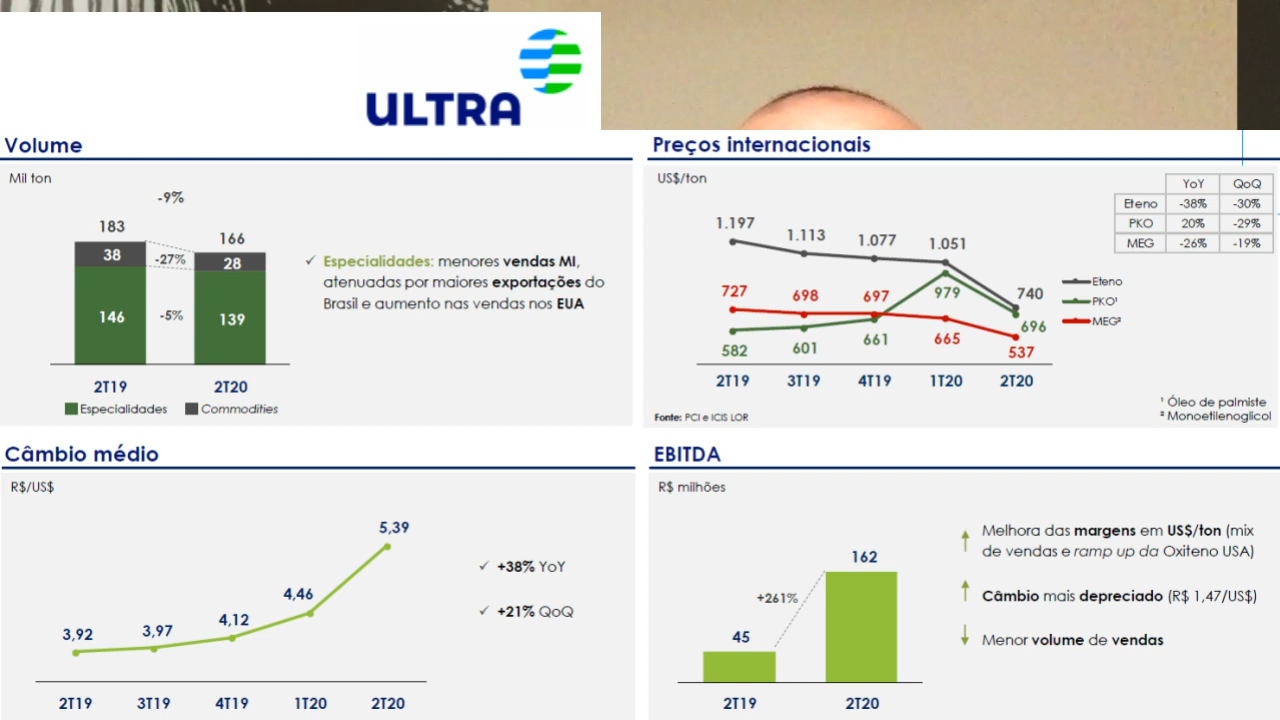 ULTRA
Volume
Mil ton
-9%
183
166
38
-27%
28
146
-5%
139
2T19
2T20
Especialidades
Commodities
✓ Especialidades: menores vendas MI,
atenuadas por maiores exportações do
Brasil e aumento nas vendas nos EUA
Preços internacionais
US$/ton
YoY QoQ
Eteno -38% -30%
PKO 20% -29%
MEG -26% -19%
1.197
1.113
1.077
1.051
740
727
698
697
979
696
582
601
661
665
537
2T19 3T19 4T19 1T20 2T20
Eteno
PKO¹
MEG²
Fonte: PCI e ICIS LOR
¹ Óleo de palmiste
² Monoetilenoglicol
Câmbio médio
R$/US$
3,92
3,97
4,12
4,46
5,39
2T19 3T19 4T19 1T20 2T20
✓ +38% YoY
✓ +21% QoQ
EBITDA
R$ milhões
45
+261%
162
2T19 2T20
Melhora das margens em US$/ton (mix
de vendas e ramp up da Oxiteno USA)
Câmbio mais depreciado (R$ 1,47/US$)
Menor volume de vendas